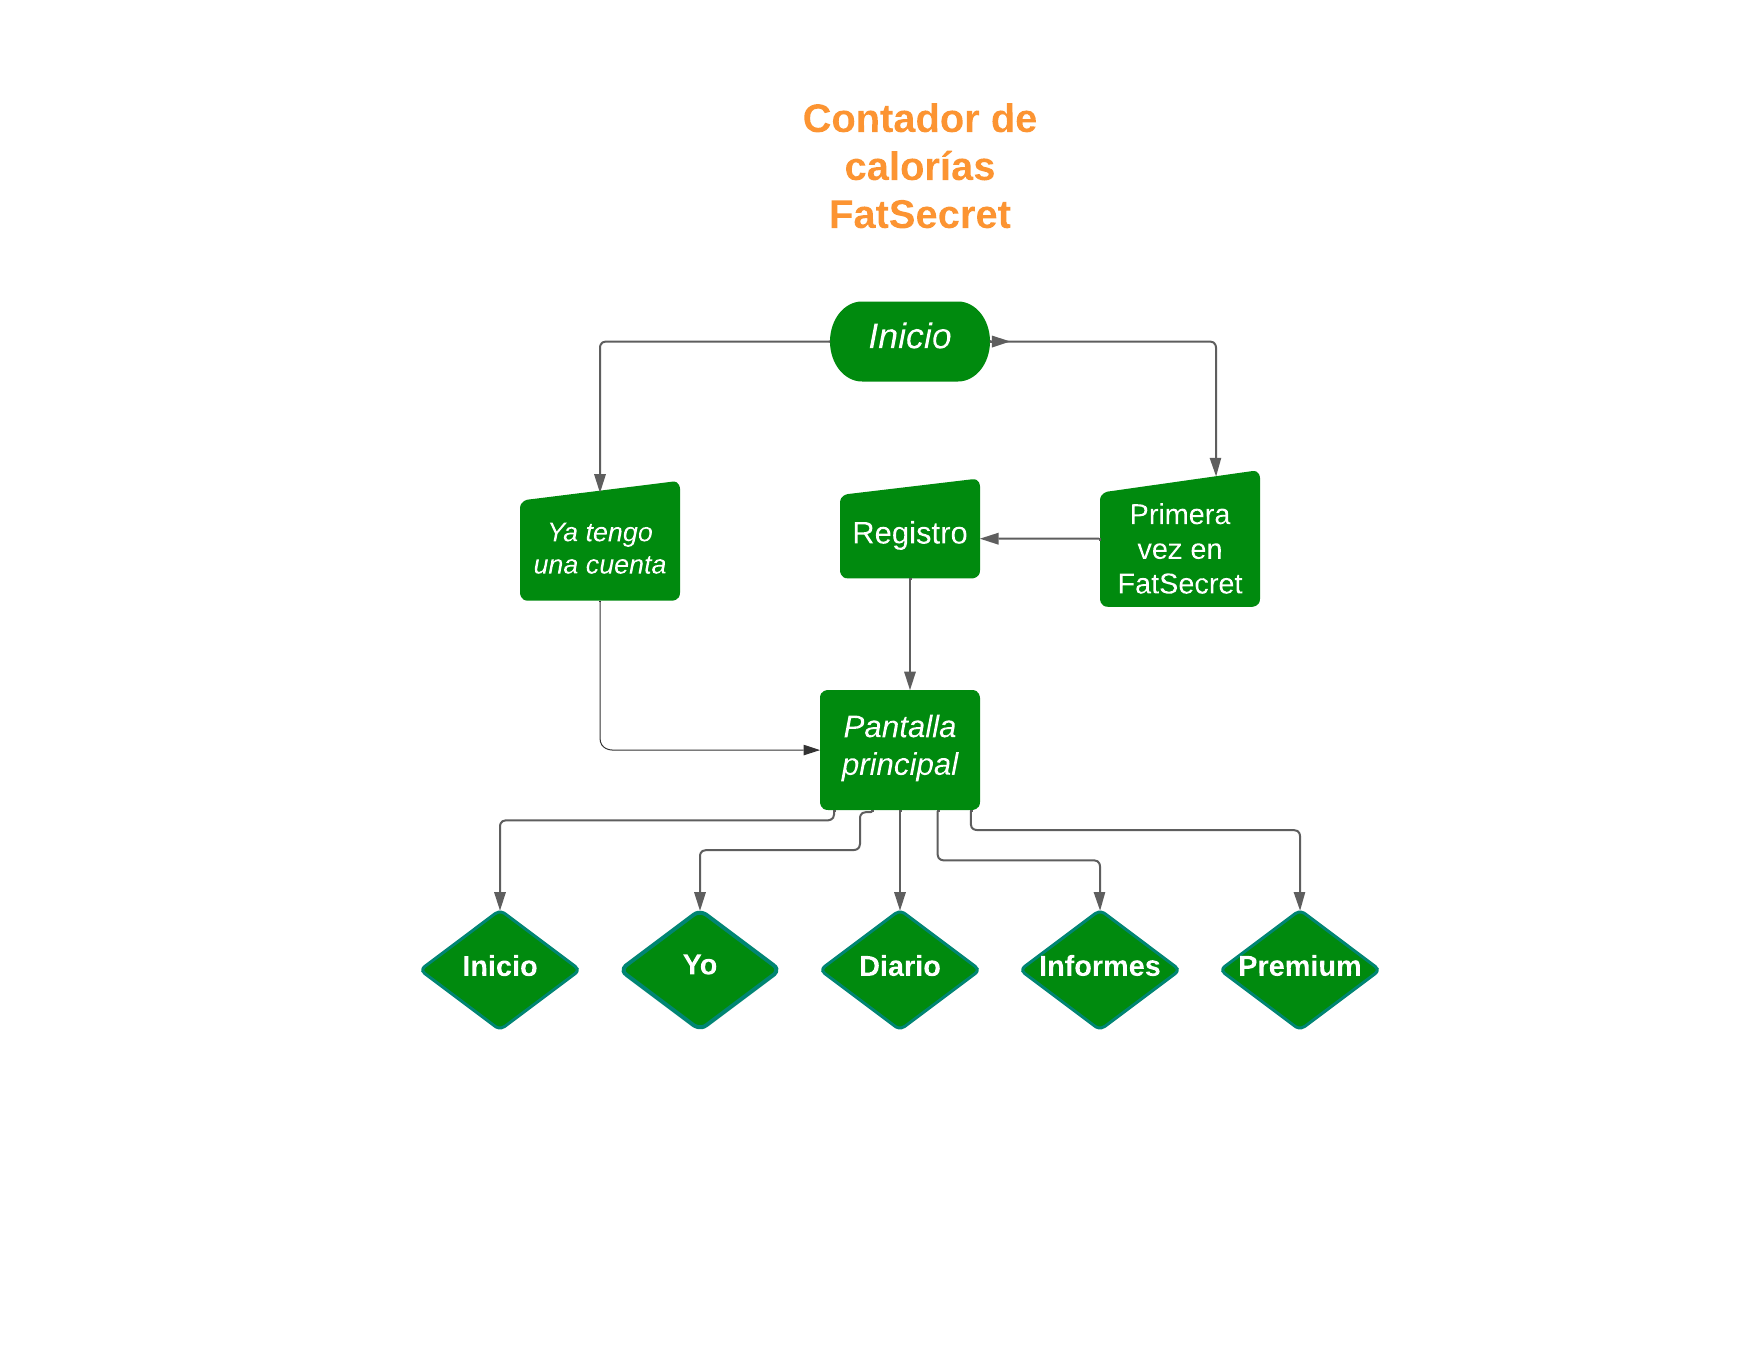 Contador de
calorías
FatSecret
Inicio
Ya tengo
una cuenta
Registro
Primera
vez en
FatSecret
Pantalla
principal
Inicio
Yo
Diario
Informes
Premium